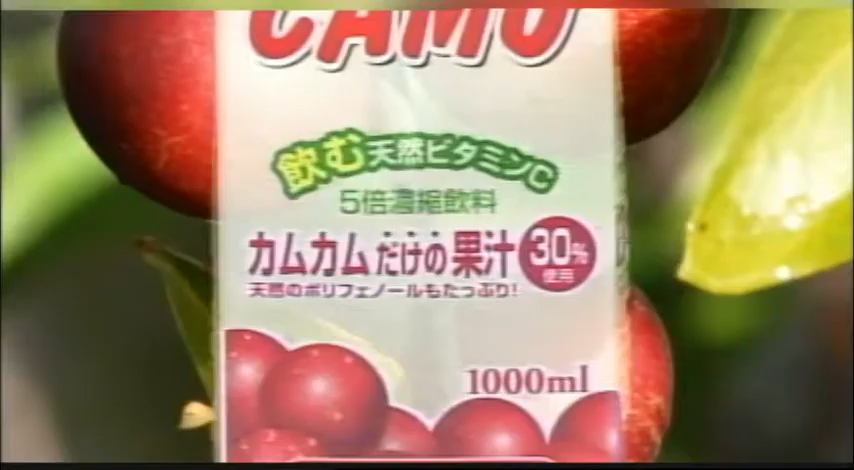 CAMU
飲む天然ビタミンC
5倍濃縮飲料
カムカムだけの果汁 30%使用
天然のポリフェノールもたっぷり!
1000ml